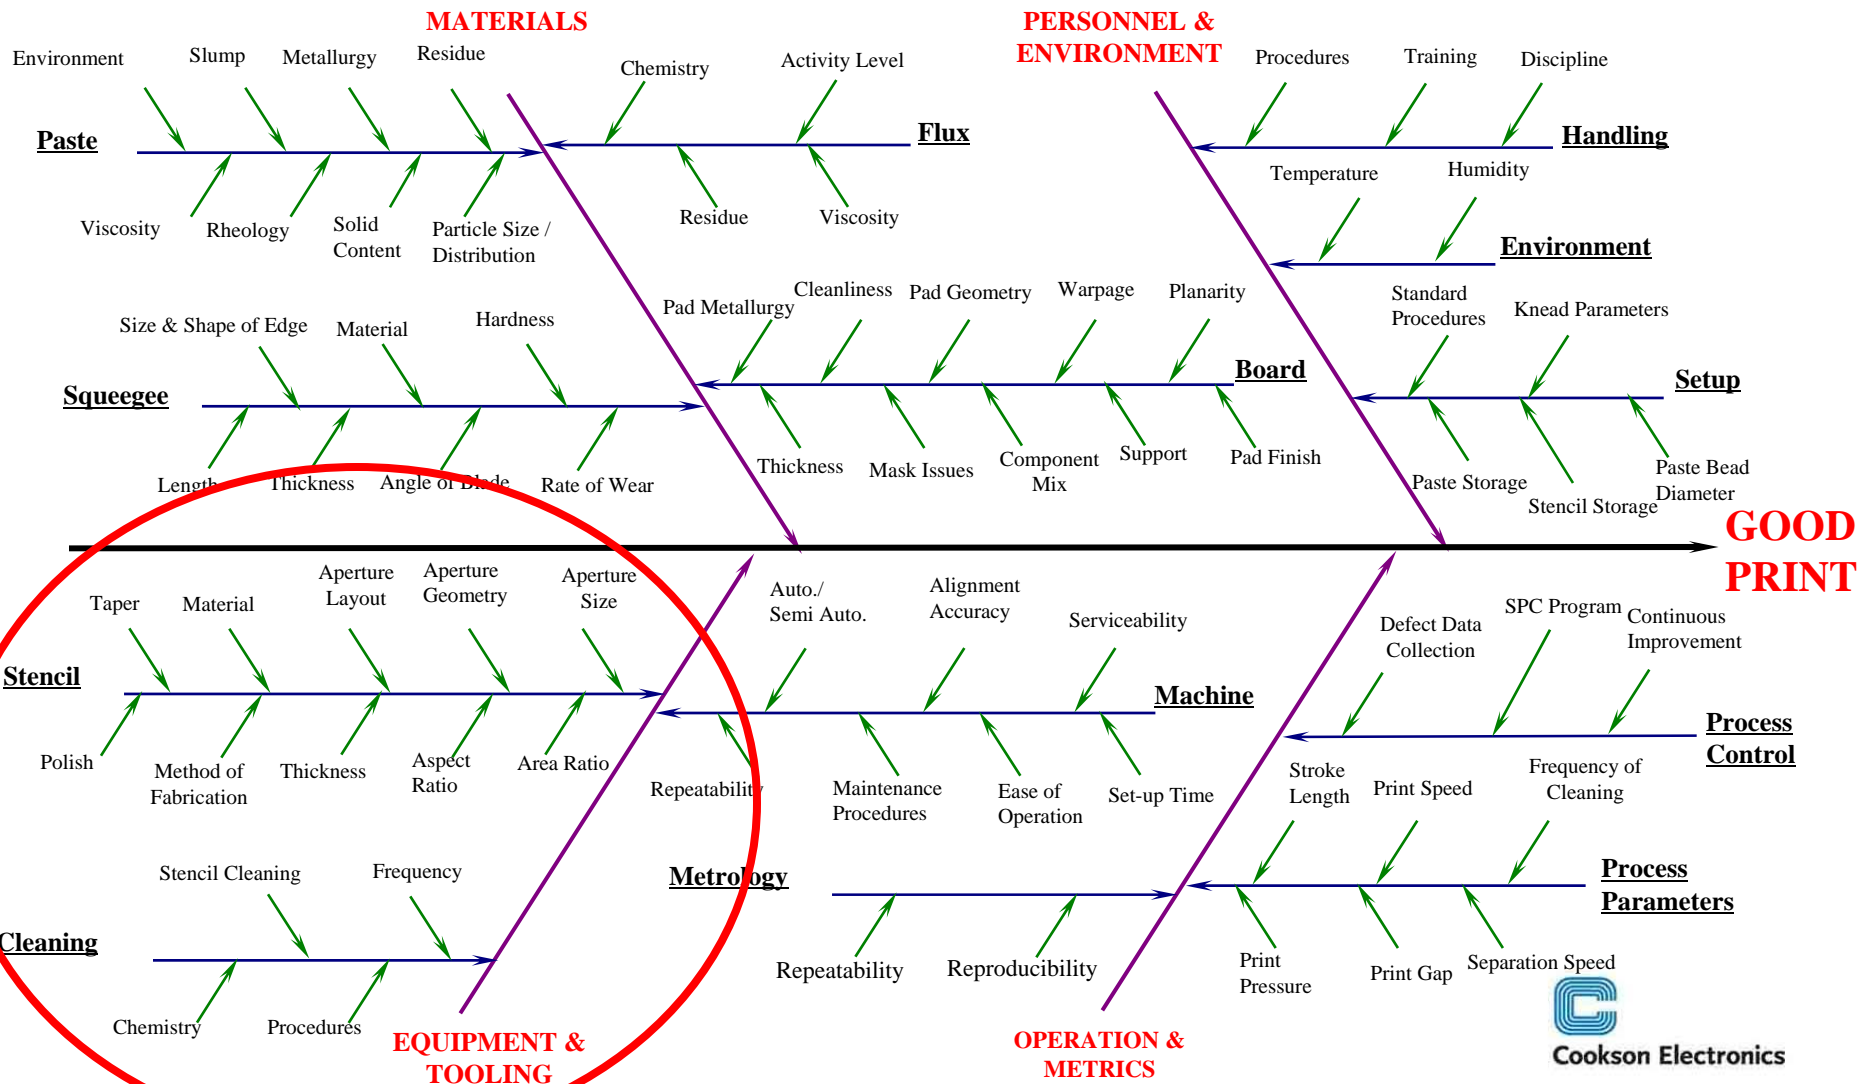 MATERIALS
PERSONNEL &
ENVIRONMENT
Environment
Slump
Metallurgy
Residue
Chemistry
Activity Level
Procedures
Training
Discipline
Paste
Flux
Handling
Viscosity
Rheology
Solid
Content
Particle Size /
Distribution
Residue
Viscosity
Temperature
Humidity
Environment
Size & Shape of Edge
Material
Hardness
Pad Metallurgy
Cleanliness
Pad Geometry
Warpage
Planarity
Standard
Procedures
Knead Parameters
Squeegee
Board
Setup
Length
Thickness
Angle of Blade
Rate of Wear
Thickness
Mask Issues
Component
Mix
Support
Pad Finish
Paste Storage
Stencil Storage
Paste Bead
Diameter
GOOD
PRINT
Taper
Material
Aperture
Layout
Aperture
Geometry
Aperture
Size
Auto./
Semi Auto.
Alignment
Accuracy
Serviceability
Defect Data
Collection
SPC Program
Continuous
Improvement
Stencil
Machine
Process
Control
Polish
Method of
Fabrication
Thickness
Aspect
Ratio
Area Ratio
Repeatability
Maintenance
Procedures
Ease of
Operation
Set-up Time
Stroke
Length
Print Speed
Frequency of
Cleaning
Stencil Cleaning
Frequency
Metrology
Process
Parameters
Cleaning
Chemistry
Procedures
Repeatability
Reproducibility
Print
Pressure
Print Gap
Separation Speed
EQUIPMENT &
TOOLING
OPERATION &
METRICS
Cookson Electronics